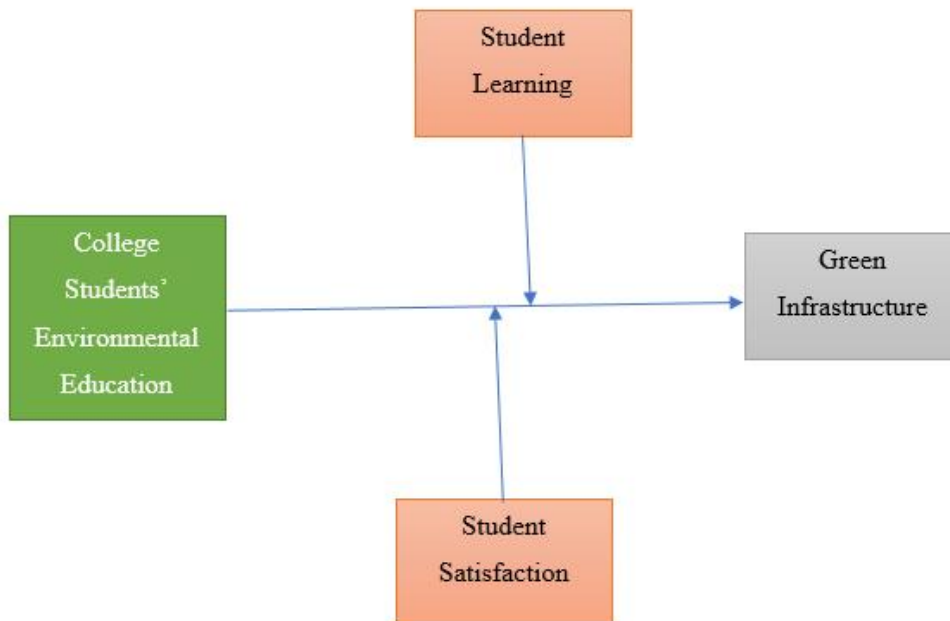 Student
Learning
College
Students’
Environmental
Education
Green
Infrastructure
Student
Satisfaction